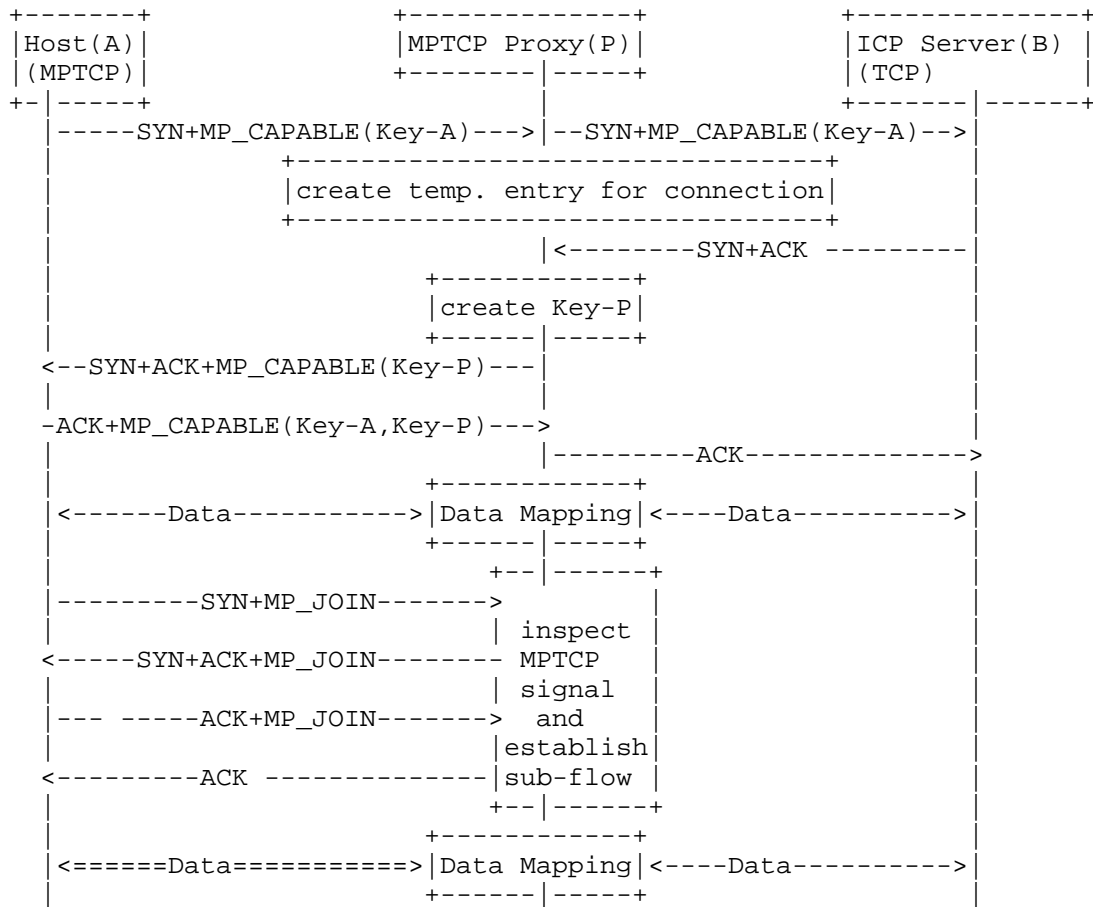 Host(A) MPTCP Proxy(P) ICP Server(B)
(MPTCP) (TCP)
SYN+MP_CAPABLE(Key-A) SYN+MP_CAPABLE(Key-A)
create temp. entry for connection
SYN+ACK
create Key-P
SYN+ACK+MP_CAPABLE(Key-P)
ACK+MP_CAPABLE(Key-A,Key-P)
ACK
Data Data Mapping Data
SYN+MP_JOIN
inspect
SYN+ACK+MP_JOIN MPTCP
signal
ACK+MP_JOIN and
establish
ACK sub-flow
Data Data Mapping Data